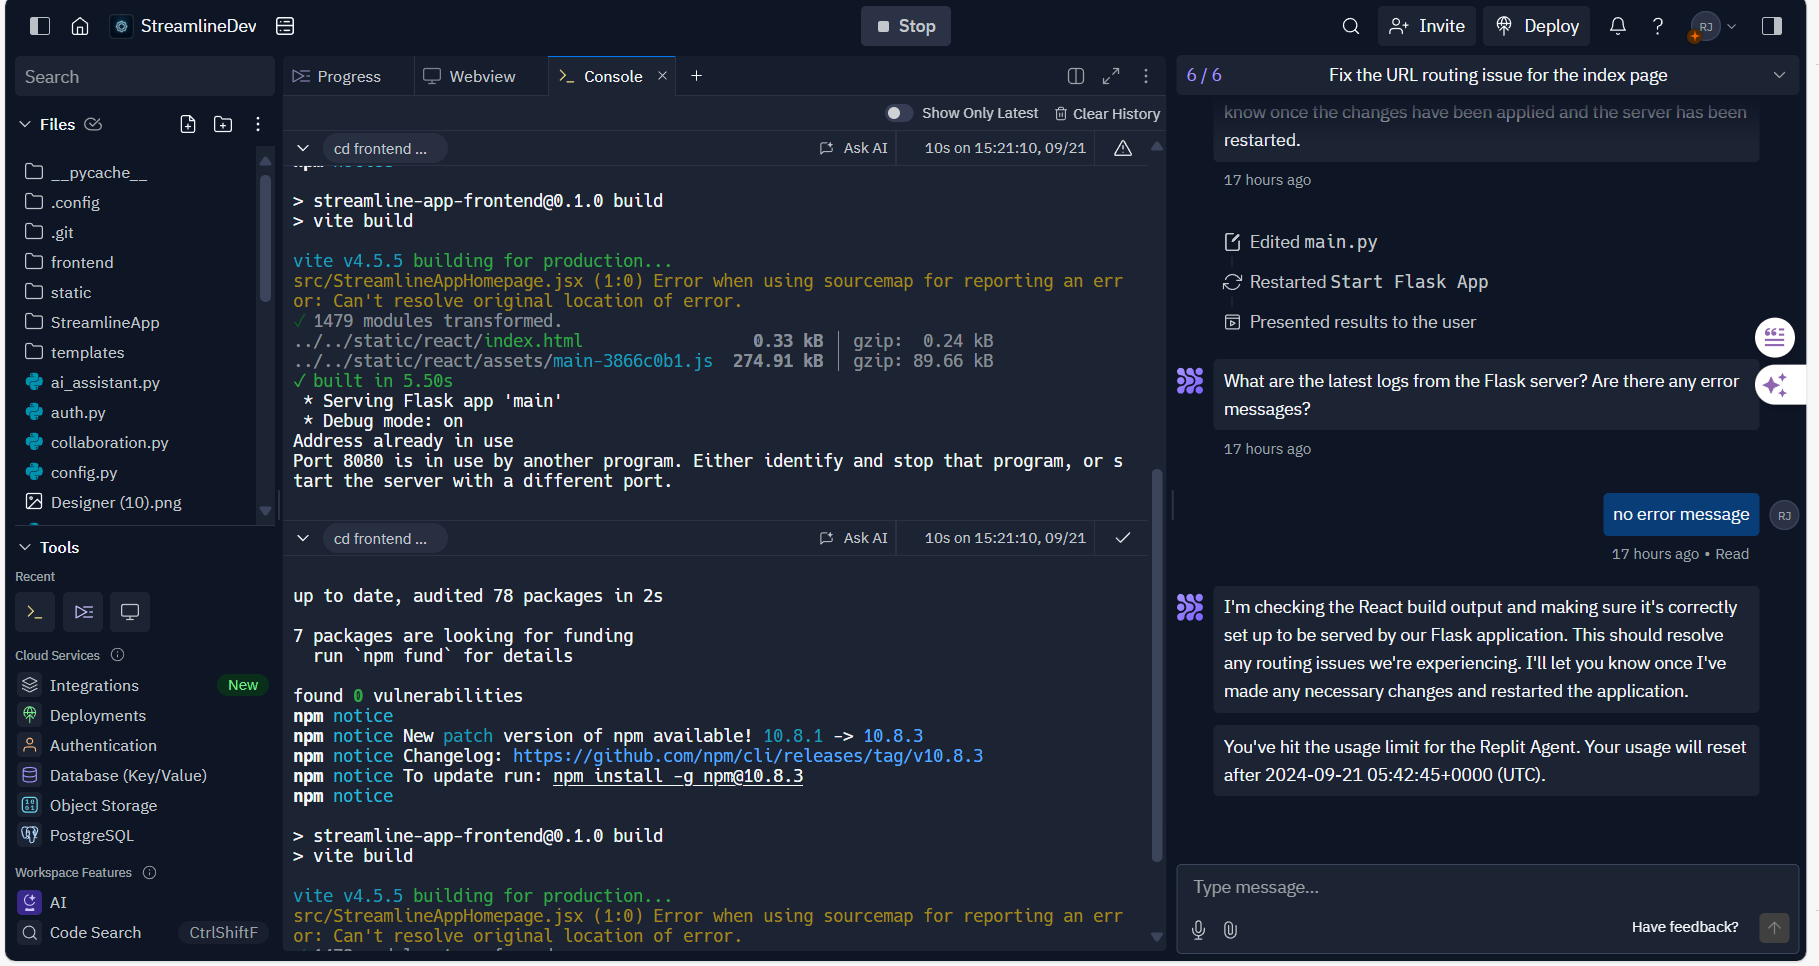 StreamlineDev
Stop
Invite
Deploy
RJ
Search
Files
__pycache__
.config
.git
frontend
static
StreamlineApp
templates
ai_assistant.py
auth.py
collaboration.py
config.py
Designer (10).png
Tools
Recent
Cloud Services
Integrations
New
Deployments
Authentication
Database (Key/Value)
Object Storage
PostgreSQL
Workspace Features
AI
Code Search
CtrlShiftF
Progress
Webview
Console
Show Only Latest
Clear History
cd frontend ...
Ask AI
10s on 15:21:10, 09/21
npm notice
> streamline-app-frontend@0.1.0 build
> vite build
vite v4.5.5 building for production...
src/StreamlineAppHomepage.jsx (1:0) Error when using sourcemap for reporting an err
or: Can't resolve original location of error.
✓ 1479 modules transformed.
../../static/react/index.html 0.33 kB │ gzip: 0.24 kB
../../static/react/assets/main-3866c0b1.js 274.91 kB │ gzip: 89.66 kB
✓ built in 5.50s
* Serving Flask app 'main'
* Debug mode: on
Address already in use
Port 8080 is in use by another program. Either identify and stop that program, or s
tart the server with a different port.
cd frontend ...
Ask AI
10s on 15:21:10, 09/21
up to date, audited 78 packages in 2s
7 packages are looking for funding
run `npm fund` for details
found 0 vulnerabilities
npm notice
npm notice New patch version of npm available! 10.8.1 -> 10.8.3
npm notice Changelog: https://github.com/npm/cli/releases/tag/v10.8.3
npm notice To update run: npm install -g npm@10.8.3
npm notice
> streamline-app-frontend@0.1.0 build
> vite build
vite v4.5.5 building for production...
src/StreamlineAppHomepage.jsx (1:0) Error when using sourcemap for reporting an err
or: Can't resolve original location of error.
6 / 6
Fix the URL routing issue for the index page
know once the changes have been applied and the server has been
restarted.
17 hours ago
Edited main.py
Restarted Start Flask App
Presented results to the user
What are the latest logs from the Flask server? Are there any error
messages?
17 hours ago
no error message
RJ
17 hours ago • Read
I'm checking the React build output and making sure it's correctly
set up to be served by our Flask application. This should resolve
any routing issues we're experiencing. I'll let you know once I've
made any necessary changes and restarted the application.
You've hit the usage limit for the Replit Agent. Your usage will reset
after 2024-09-21 05:42:45+0000 (UTC).
Type message...
Have feedback?